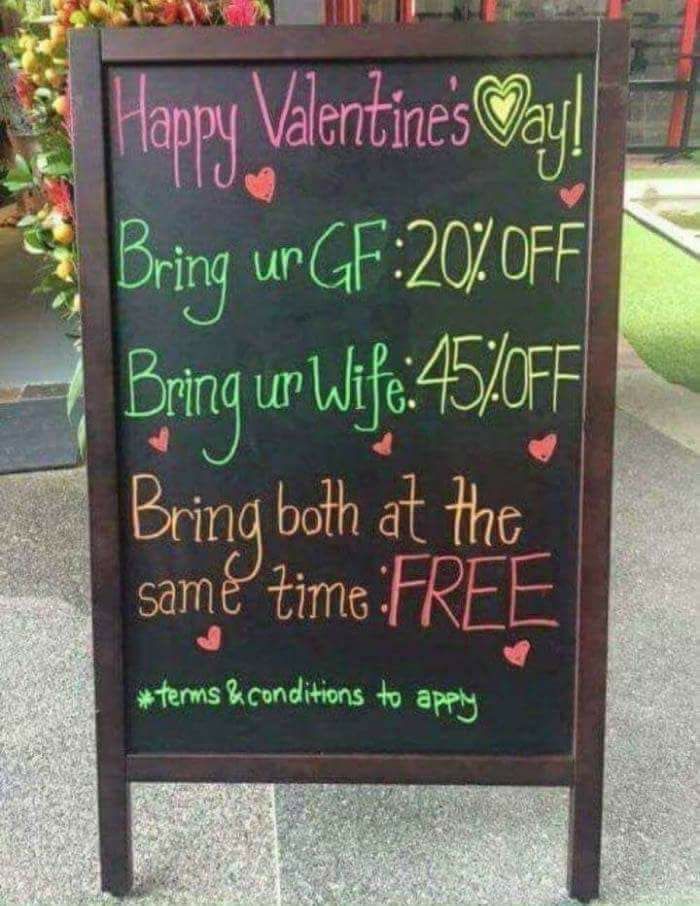 Happy Valentine's Day!
Bring ur GF:20% OFF
Bring ur Wife:45%OFF
Bring both at the
same time:FREE
*terms & conditions to apply